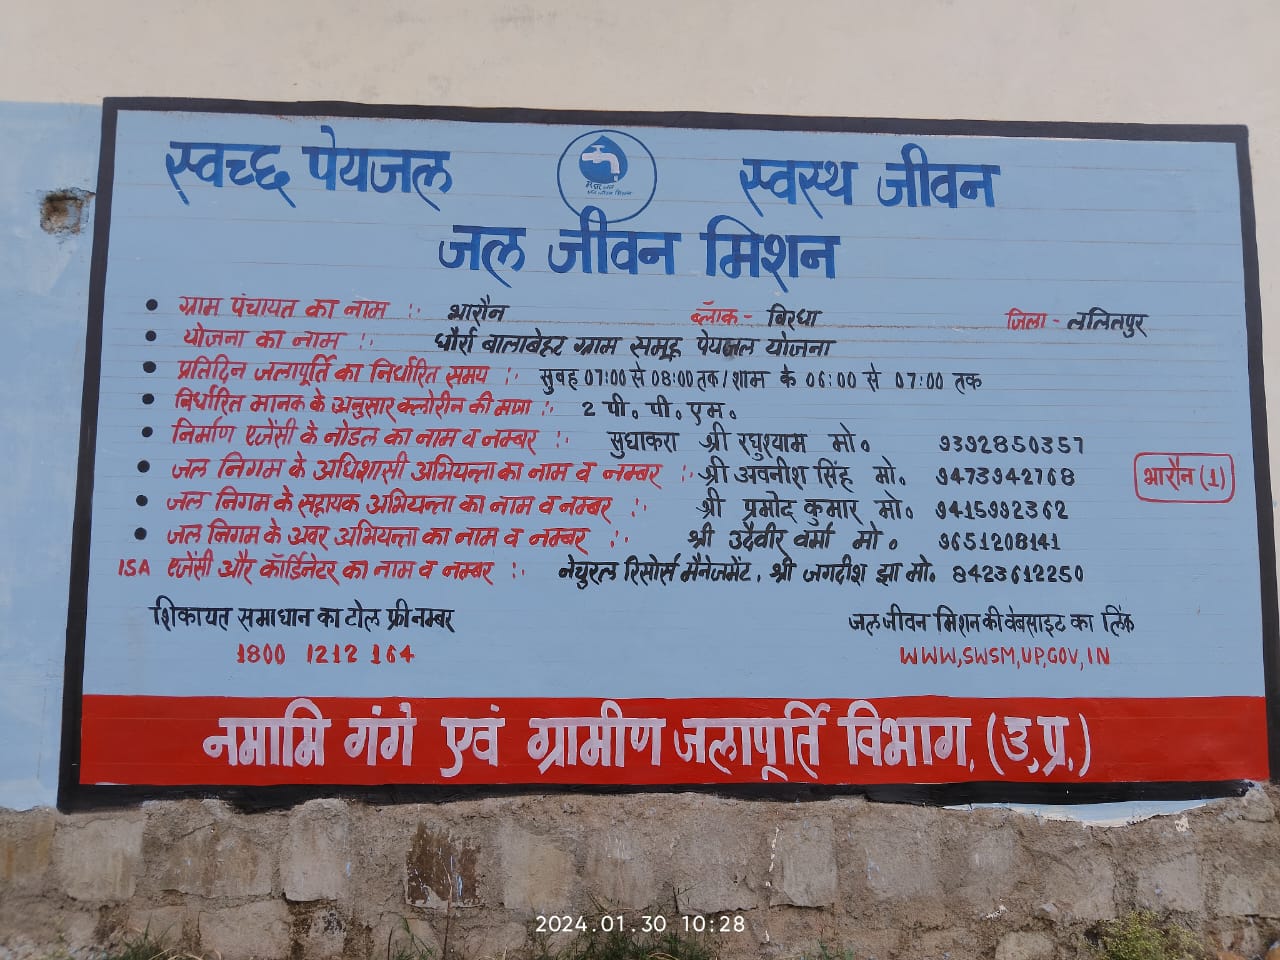 स्वच्छ पेयजल स्वस्थ जीवन
जल जीवन मिशन
• ग्राम पंचायत का नाम :- भारौन ब्लॉक - बिरधा जिला - ललितपुर
• योजना का नाम :- धौर्रा बालाबेहट ग्राम समूह पेयजल योजना
• प्रतिदिन जलापूर्ति का निर्धारित समय :- सुबह 07:00 से 08:00 तक / शाम के 06:00 से 07:00 तक
• निर्धारित मानक के अनुसार क्लोरीन की :- 2 पी. पी. एम.
• निर्माण एजेंसी के नोडल का नाम व नम्बर :- सुधाकरा श्री रघुश्याम मो० 9392850357
• जल निगम के अधिशासी अभियन्ता का नाम व नम्बर :- श्री अवनीश सिंह मो. 9473942768
भारौन (1)
• जल निगम के सहायक अभियन्ता का नाम व नम्बर :- श्री प्रमोद कुमार मो० 9415992362
• जल निगम के अवर अभियन्ता का नाम व नम्बर :- श्री उदैवीर वर्मा मो० 9651208141
ISA एजेंसी और कॉर्डिनेटर का नाम व नम्बर :- नेचुरल रिसोर्स मैनेजमेंट, श्री जगदीश झा मो. 8423612250
शिकायत समाधान का टोल फ्री नम्बर जल जीवन मिशन की वेबसाइट का लिंक
1800 1212 164 WWW,SWSM,UP,GOV,IN
नमामि गंगे एवं ग्रामीण जलापूर्ति विभाग, (उ,प्र,)
2024.01.30 10:28